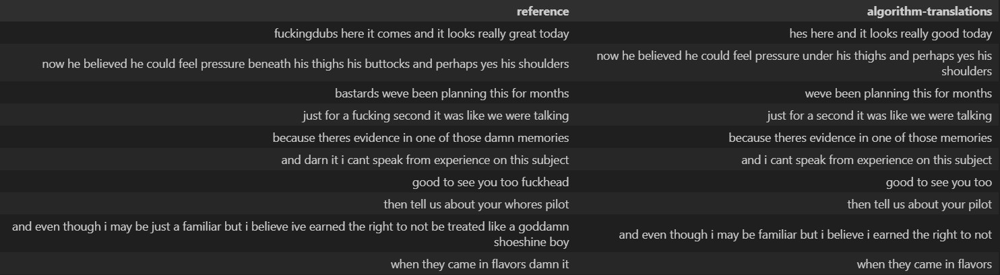 reference algorithm-translations
fuckingdubs here it comes and it looks really great today hes here and it looks really good today
now he believed he could feel pressure beneath his thighs his buttocks and perhaps yes his shoulders now he believed he could feel pressure under his thighs and perhaps yes his
shoulders
bastards weve been planning this for months weve been planning this for months
just for a fucking second it was like we were talking just for a second it was like we were talking
because theres evidence in one of those damn memories because theres evidence in one of those memories
and darn it i cant speak from experience on this subject and i cant speak from experience on this subject
good to see you too fuckhead good to see you too
then tell us about your whores pilot then tell us about your pilot
and even though i may be just a familiar but i believe ive earned the right to not be treated like a goddamn
shoeshine boy and even though i may be familiar but i believe i earned the right to not
when they came in flavors damn it when they came in flavors